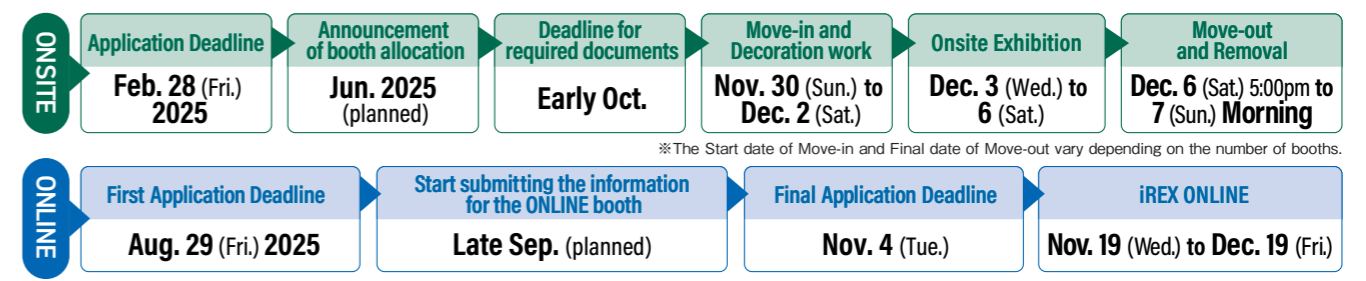 ONSITE
Application Deadline
Feb. 28 (Fri.)
2025
Announcement
of booth allocation
Jun. 2025
(planned)
Deadline for
required documents
Early Oct.
Move-in and
Decoration work
Nov. 30 (Sun.) to
Dec. 2 (Sat.)
Onsite Exhibition
Dec. 3 (Wed.) to
6 (Sat.)
Move-out
and Removal
Dec. 6 (Sat.) 5:00pm to
7 (Sun.) Morning
※The Start date of Move-in and Final date of Move-out vary depending on the number of booths.
ONLINE
First Application Deadline
Aug. 29 (Fri.) 2025
Start submitting the information
for the ONLINE booth
Late Sep. (planned)
Final Application Deadline
Nov. 4 (Tue.)
iREX ONLINE
Nov. 19 (Wed.) to Dec. 19 (Fri.)